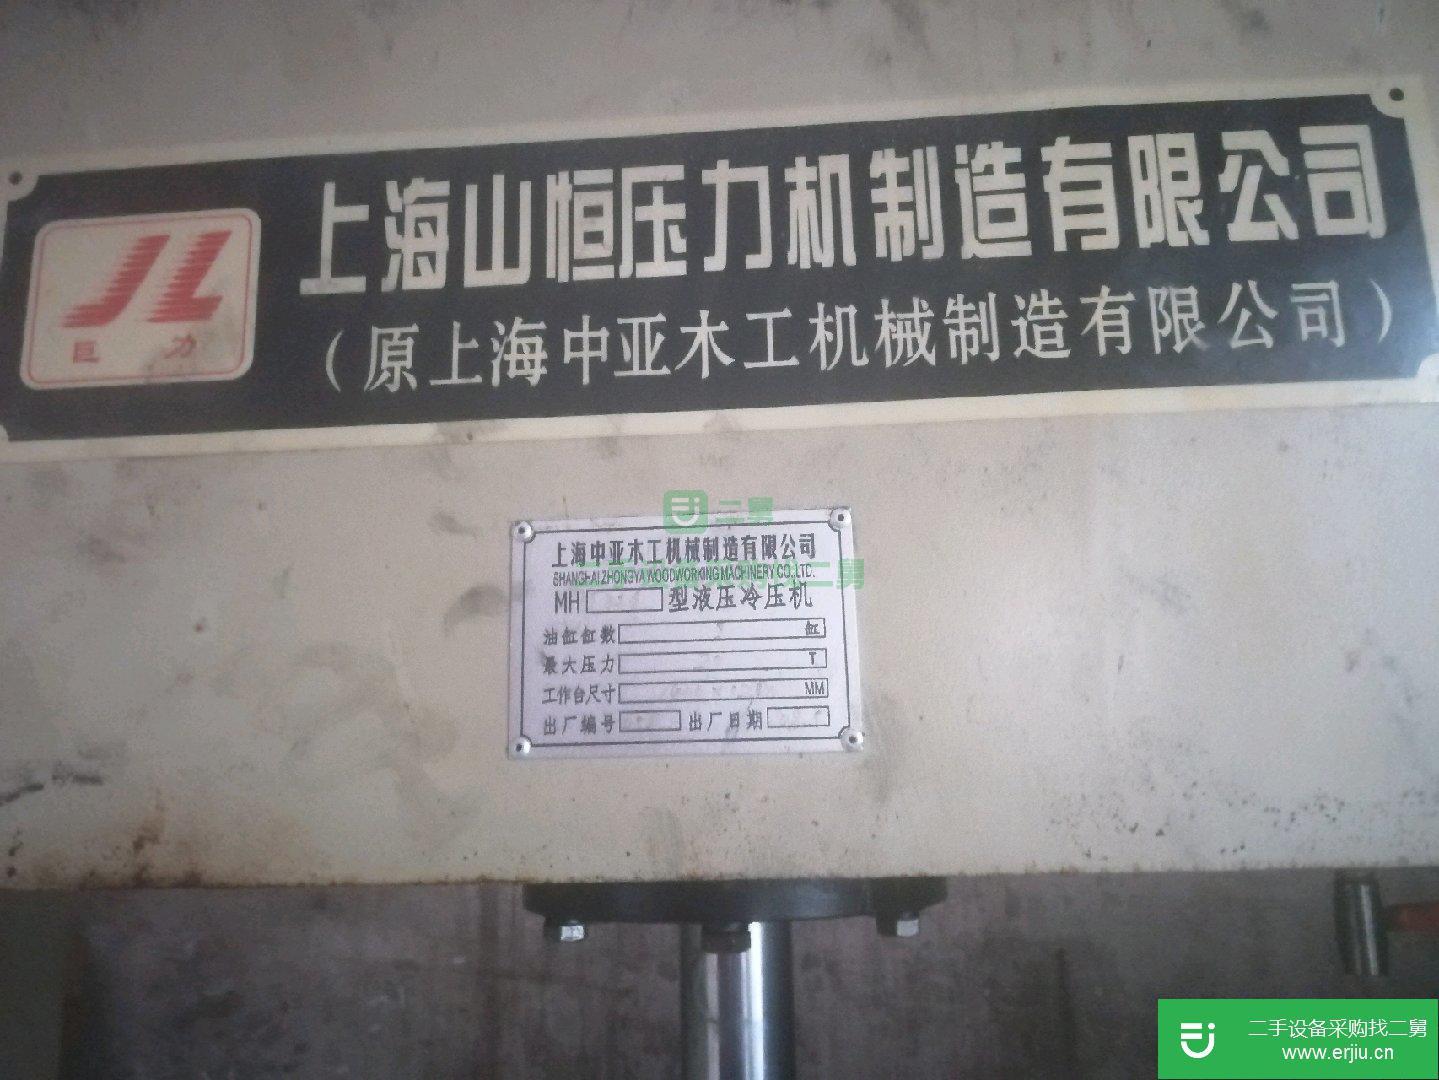 上海山恒压力机制造有限公司
JL
巨力
（原上海中亚木工机械制造有限公司）
二舅
上海中亚木工机械制造有限公司
SHANGHAI ZHONGYA WOODWORKING MACHINERY CO.,LTD.
MH 型液压冷压机
油缸缸数 缸
最大压力 T
工作台尺寸 MM
出厂编号 出厂日期
二手设备采购找二舅
www.erjiu.cn